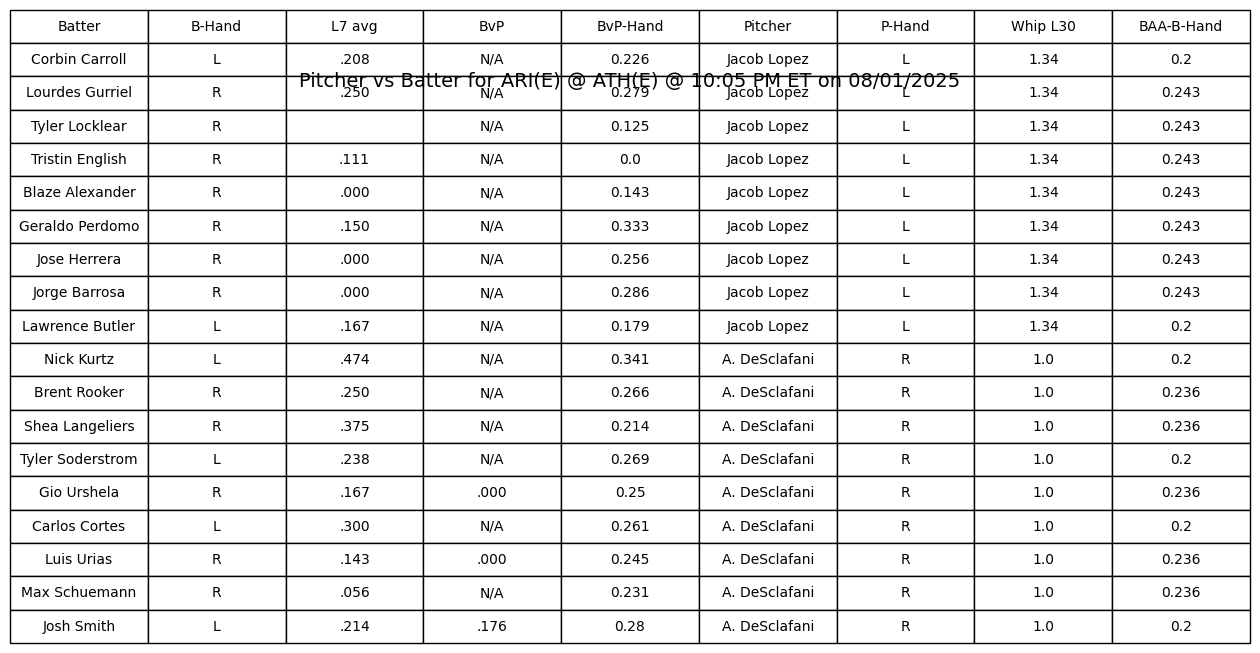 Batter B-Hand L7 avg BvP BvP-Hand Pitcher P-Hand Whip L30 BAA-B-Hand
Corbin Carroll L .208 N/A 0.226 Jacob Lopez L 1.34 0.2
Pitcher vs Batter for ARI(E) @ ATH(E) @ 10:05 PM ET on 08/01/2025
Lourdes Gurriel R .250 N/A 0.279 Jacob Lopez L 1.34 0.243
Tyler Locklear R N/A 0.125 Jacob Lopez L 1.34 0.243
Tristin English R .111 N/A 0.0 Jacob Lopez L 1.34 0.243
Blaze Alexander R .000 N/A 0.143 Jacob Lopez L 1.34 0.243
Geraldo Perdomo R .150 N/A 0.333 Jacob Lopez L 1.34 0.243
Jose Herrera R .000 N/A 0.256 Jacob Lopez L 1.34 0.243
Jorge Barrosa R .000 N/A 0.286 Jacob Lopez L 1.34 0.243
Lawrence Butler L .167 N/A 0.179 Jacob Lopez L 1.34 0.2
Nick Kurtz L .474 N/A 0.341 A. DeSclafani R 1.0 0.2
Brent Rooker R .250 N/A 0.266 A. DeSclafani R 1.0 0.236
Shea Langeliers R .375 N/A 0.214 A. DeSclafani R 1.0 0.236
Tyler Soderstrom L .238 N/A 0.269 A. DeSclafani R 1.0 0.2
Gio Urshela R .167 .000 0.25 A. DeSclafani R 1.0 0.236
Carlos Cortes L .300 N/A 0.261 A. DeSclafani R 1.0 0.2
Luis Urias R .143 .000 0.245 A. DeSclafani R 1.0 0.236
Max Schuemann R .056 N/A 0.231 A. DeSclafani R 1.0 0.236
Josh Smith L .214 .176 0.28 A. DeSclafani R 1.0 0.2